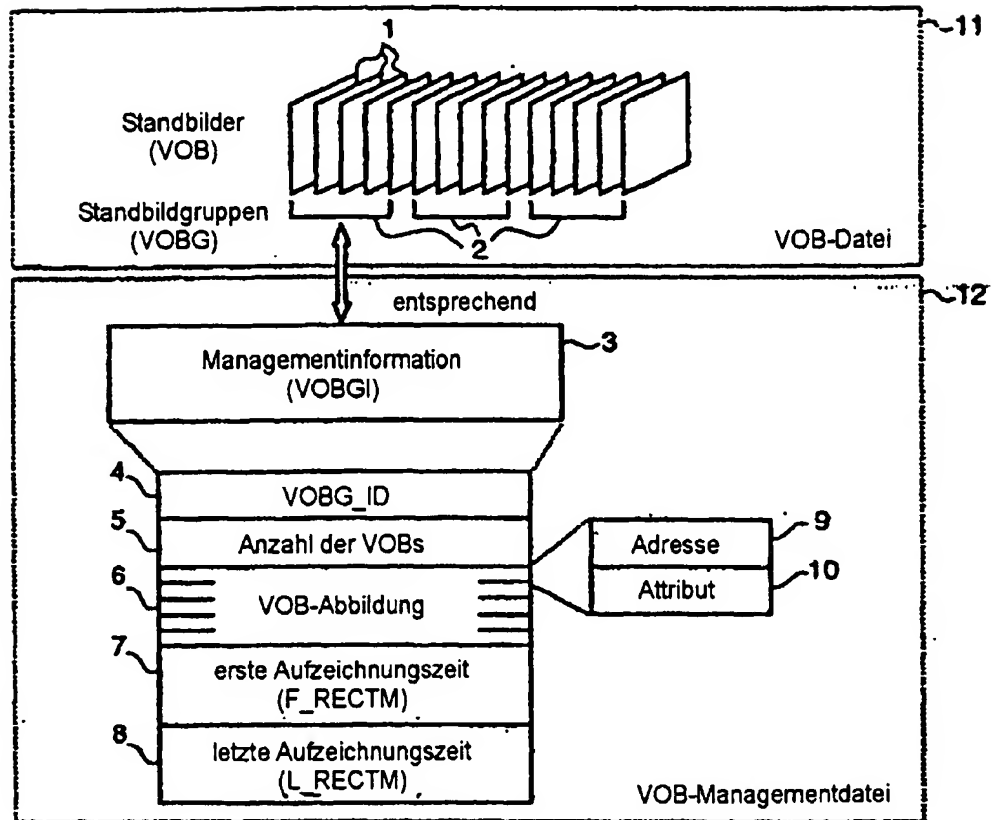 1
11
Standbilder
(VOB)
Standbildgruppen
(VOBG)
2
VOB-Datei
12
entsprechend
3
Managementinformation
(VOBGI)
4
VOBG_ID
5
Anzahl der VOBs
9
Adresse
6
VOB-Abbildung
10
Attribut
7
erste Aufzeichnungszeit
(F_RECTM)
8
letzte Aufzeichnungszeit
(L_RECTM)
VOB-Managementdatei